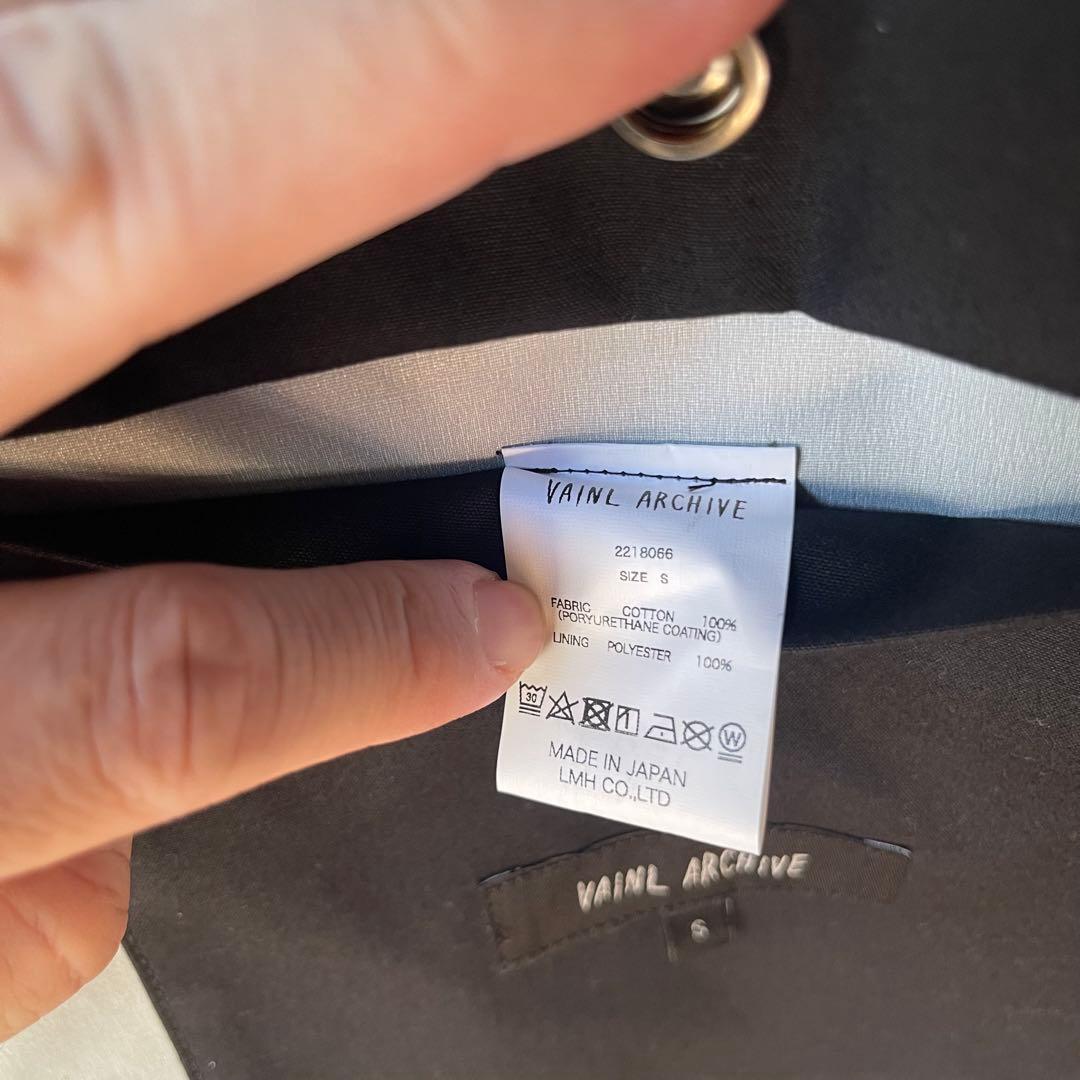 VAINL ARCHIVE
2218066
SIZE S
FABRIC COTTON 100%
(PORYURETHANE COATING)
LINING POLYESTER 100%
30 W
MADE IN JAPAN
LMH CO.,LTD
VAINL ARCHIVE
S